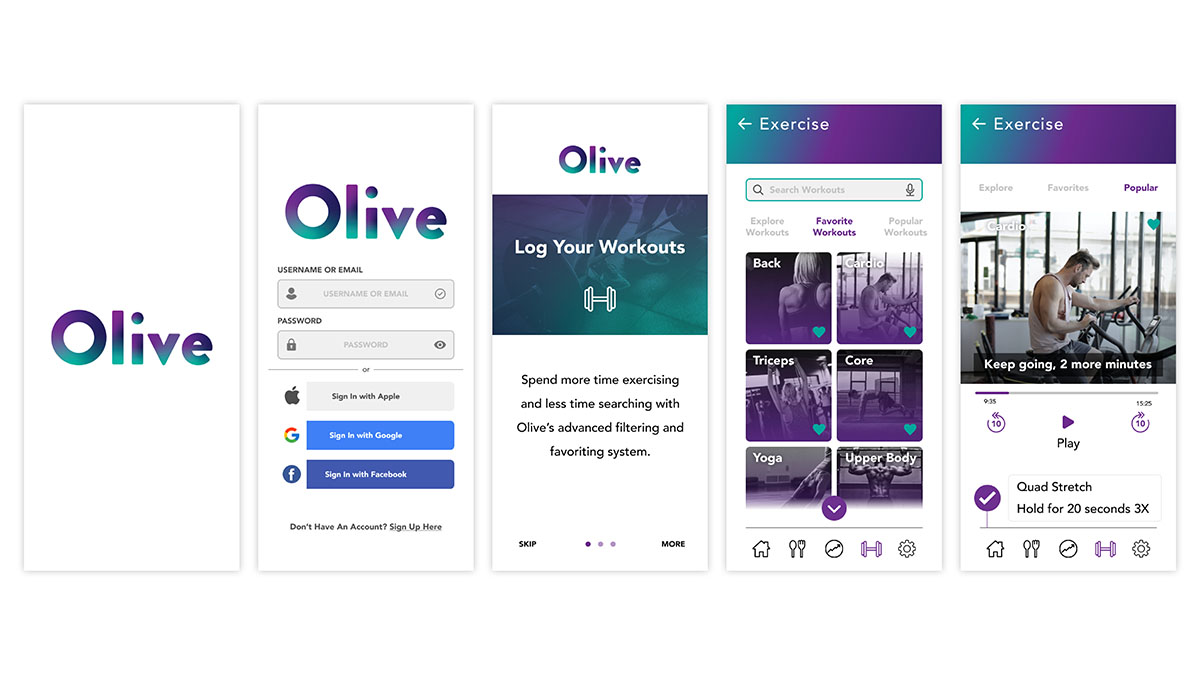 Olive
Olive
USERNAME OR EMAIL
USERNAME OR EMAIL
PASSWORD
PASSWORD
or
Sign In with Apple
Sign In with Google
Sign In with Facebook
Don't Have An Account? Sign Up Here
Olive
Log Your Workouts
Spend more time exercising
and less time searching with
Olive's advanced filtering and
favoriting system.
SKIP
MORE
Exercise
Search Workouts
Explore
Workouts
Favorite
Workouts
Popular
Workouts
Back
Cardio
Triceps
Core
Yoga
Upper Body
Exercise
Explore
Favorites
Popular
Cardio
Keep going, 2 more minutes
9:35
15:25
10
Play
10
Quad Stretch
Hold for 20 seconds 3X